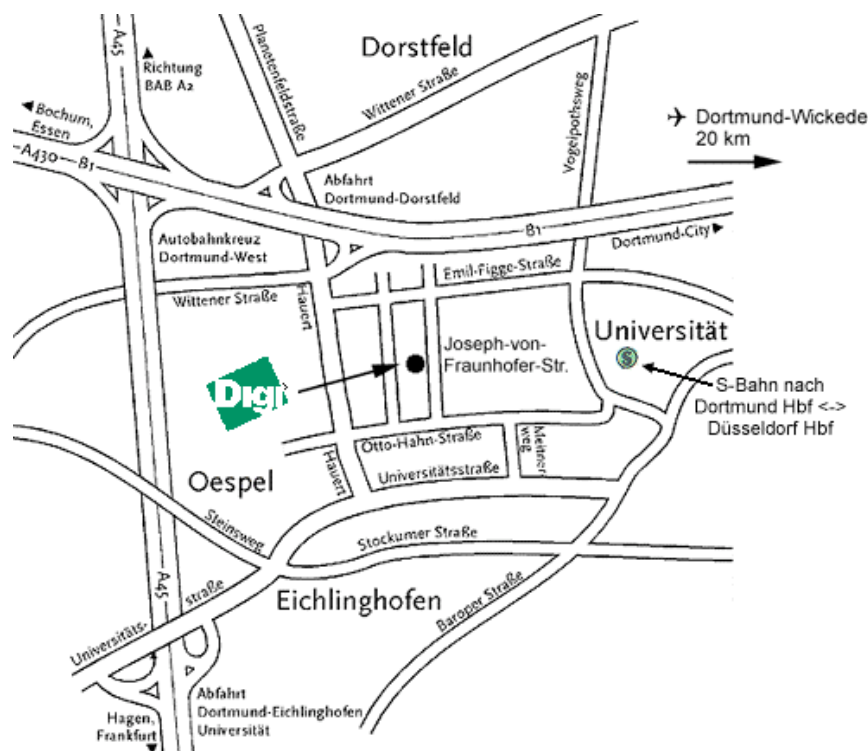 A45
Richtung
BAB A2
Planetenfeldstraße
Dorstfeld
Wittener Straße
Vogelpothsweg
Bochum,
Essen
A430
B1
Dortmund-Wickede
20 km
Abfahrt
Dortmund-Dorstfeld
Autobahnkreuz
Dortmund-West
B1
Dortmund-City
Wittener Straße
Hauert
Emil-Figge-Straße
Joseph-von-
Fraunhofer-Str.
Universität
S
Digi
S-Bahn nach
Dortmund Hbf <->
Düsseldorf Hbf
Otto-Hahn-Straße
Meitner-
weg
Hauert
Universitätsstraße
Oespel
Steinsweg
Stockumer Straße
A45
Eichlinghofen
Baroper Straße
Universitäts-
straße
Abfahrt
Dortmund-Eichlinghofen
Universität
Hagen,
Frankfurt